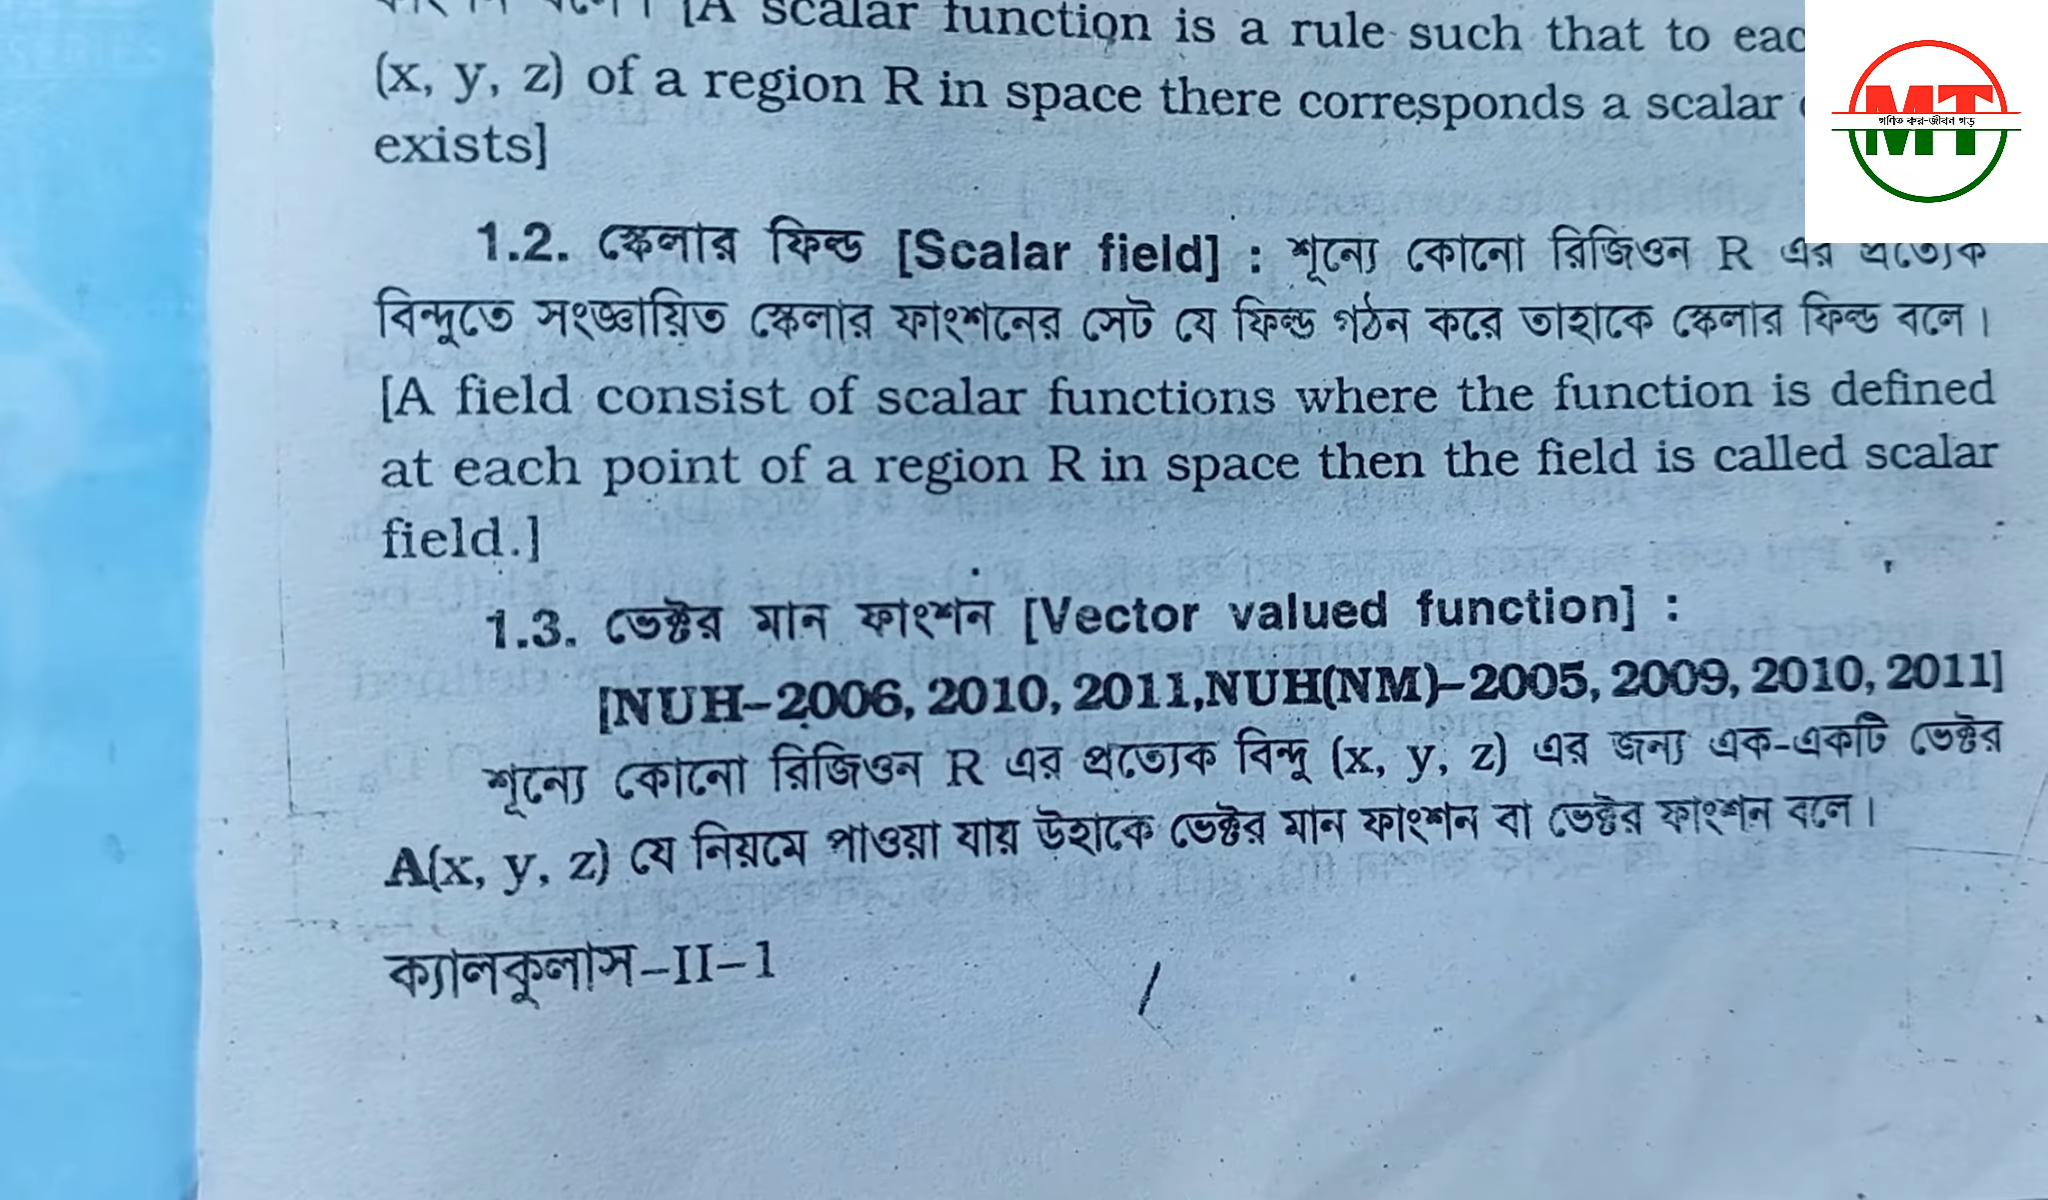 [A scalar function is a rule such that to
(x, y, z) of a region R in space there corresponds a scalar
exists]
1.2. স্কেলার ফিল্ড [Scalar field] : শূন্যে কোনো রিজিওন R এর প্রত্যেক
বিন্দুতে সংজ্ঞায়িত স্কেলার ফাংশনের সেট যে ফিল্ড গঠন করে তাহাকে স্কেলার ফিল্ড বলে।
[A field consist of scalar functions where the function is defined
at each point of a region R in space then the field is called scalar
field.]
1.3. ভেক্টর মান ফাংশন [Vector valued function] :
[NUH–2006, 2010, 2011,NUH(NM)–2005, 2009, 2010, 2011]
শূন্যে কোনো রিজিওন R এর প্রত্যেক বিন্দু (x, y, z) এর জন্য এক-একটি ভেক্টর
A(x, y, z) যে নিয়মে পাওয়া যায় উহাকে ভেক্টর মান ফাংশন বা ভেক্টর ফাংশন বলে।
ক্যালকুলাস–II–1
MT
গণিত কর-জীবন গড়